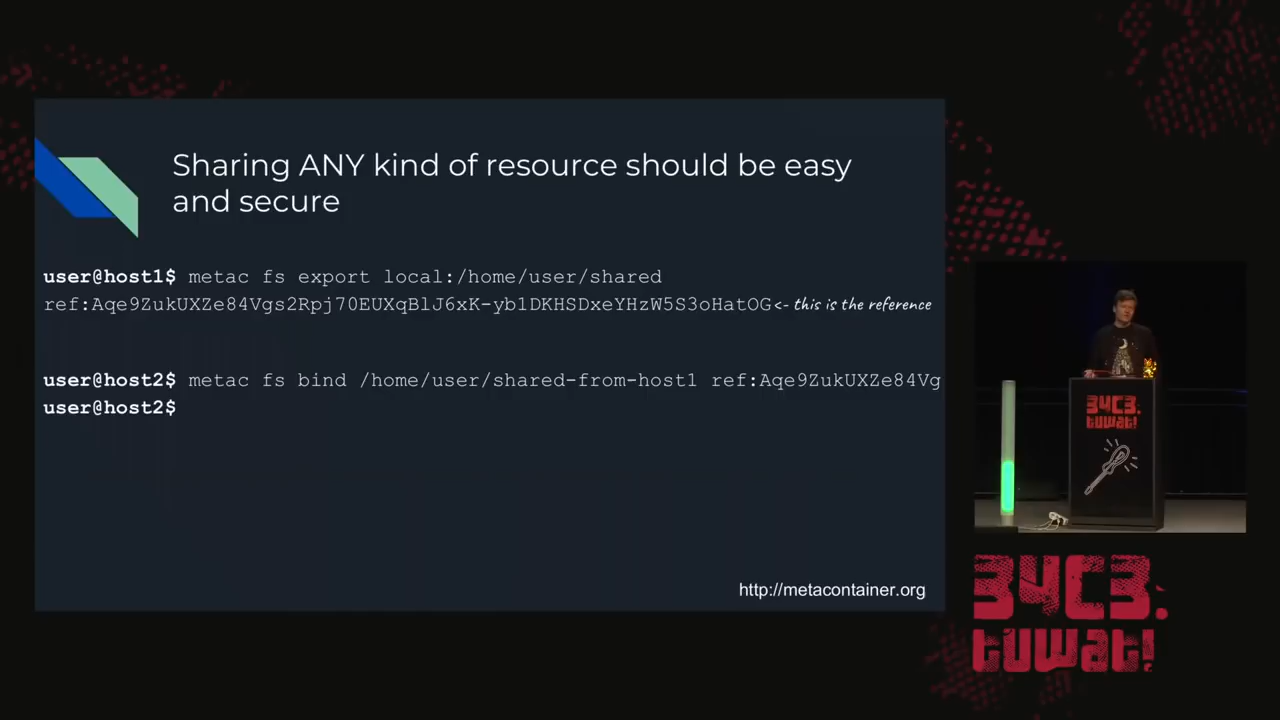 Sharing ANY kind of resource should be easy
and secure
user@host1$ metac fs export local:/home/user/shared
ref:Aqe9ZukUXZe84Vgs2Rpj70EUXqBlJ6xK-yb1DKHSDxeYHzW5S3oHatOG<- this is the reference
user@host2$ metac fs bind /home/user/shared-from-host1 ref:Aqe9ZukUXZe84Vg
user@host2$
http://metacontainer.org
34C3.
tuwat!
34C3.
tuwat!